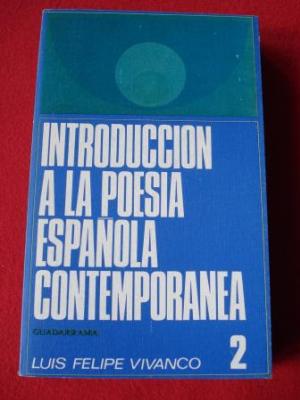 INTRODUCCION
A LA POESIA
ESPAÑOLA
CONTEMPORANEA
GUADARRAMA
LUIS FELIPE VIVANCO 2